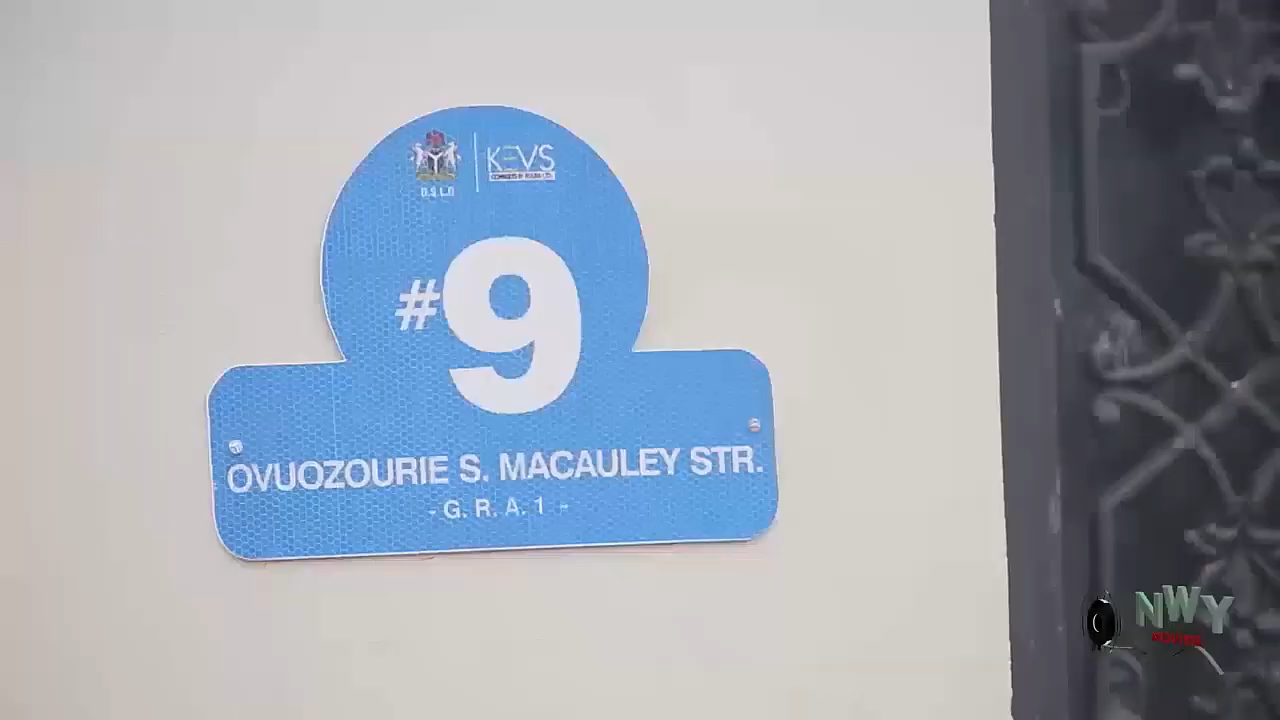 D.S.L.G
KEVS
#9
OVUOZOURIE S. MACAULEY STR.
- G. R. A. 1 -
NWY